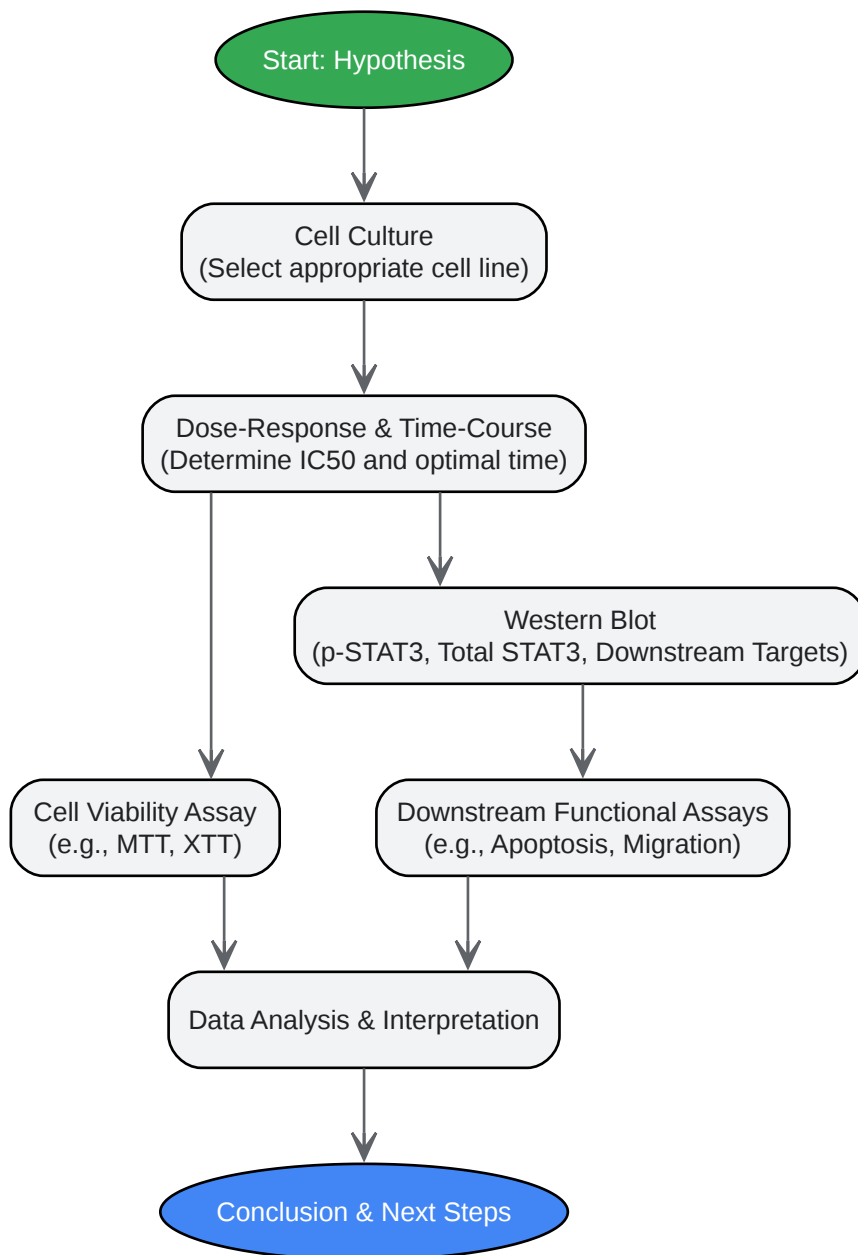 Start: Hypothesis
Cell Culture
(Select appropriate cell line)
Dose-Response & Time-Course
(Determine IC50 and optimal time)
Western Blot
(p-STAT3, Total STAT3, Downstream Targets)
Cell Viability Assay
(e.g., MTT, XTT)
Downstream Functional Assays
(e.g., Apoptosis, Migration)
Data Analysis & Interpretation
Conclusion & Next Steps